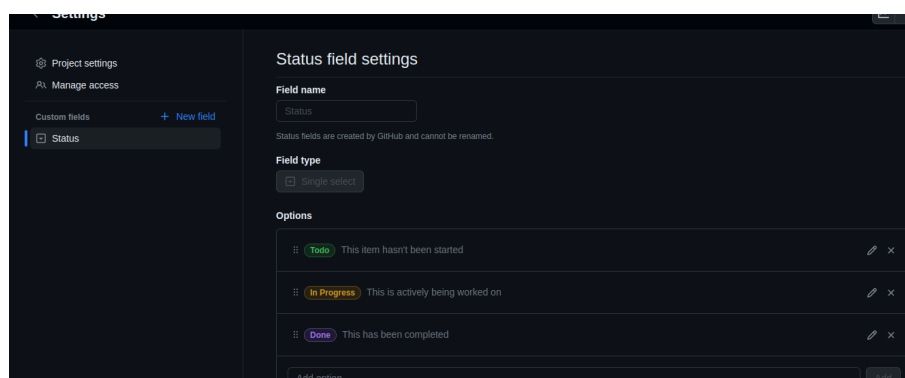 Settings
Project settings
Manage access
Custom fields
New field
Status
Status field settings
Field name
Status
Status fields are created by GitHub and cannot be renamed.
Field type
Single select
Options
Todo This item hasn't been started
In Progress This is actively being worked on
Done This has been completed
Add option
Add